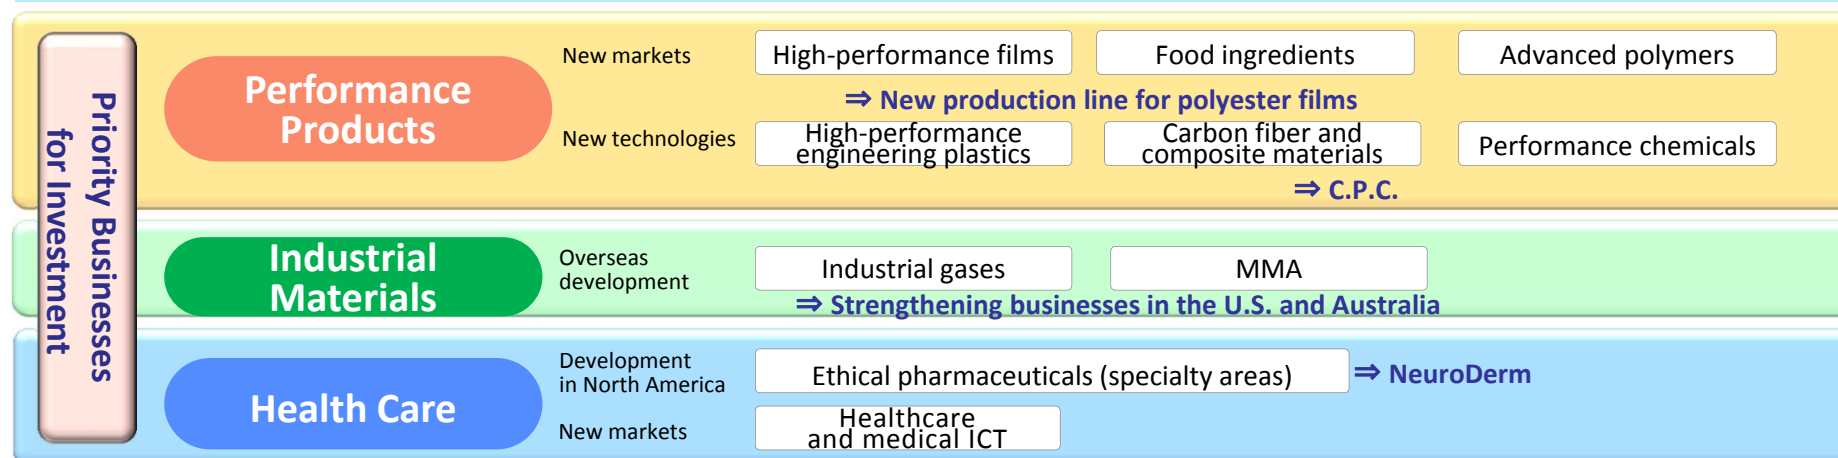 Priority Businesses
for Investment
Performance
Products
New markets
High-performance films
Food ingredients
Advanced polymers
⇒ New production line for polyester films
New technologies
High-performance
engineering plastics
Carbon fiber and
composite materials
Performance chemicals
⇒ C.P.C.
Industrial
Materials
Overseas
development
Industrial gases
MMA
⇒ Strengthening businesses in the U.S. and Australia
Health Care
Development
in North America
Ethical pharmaceuticals (specialty areas)
⇒ NeuroDerm
New markets
Healthcare
and medical ICT